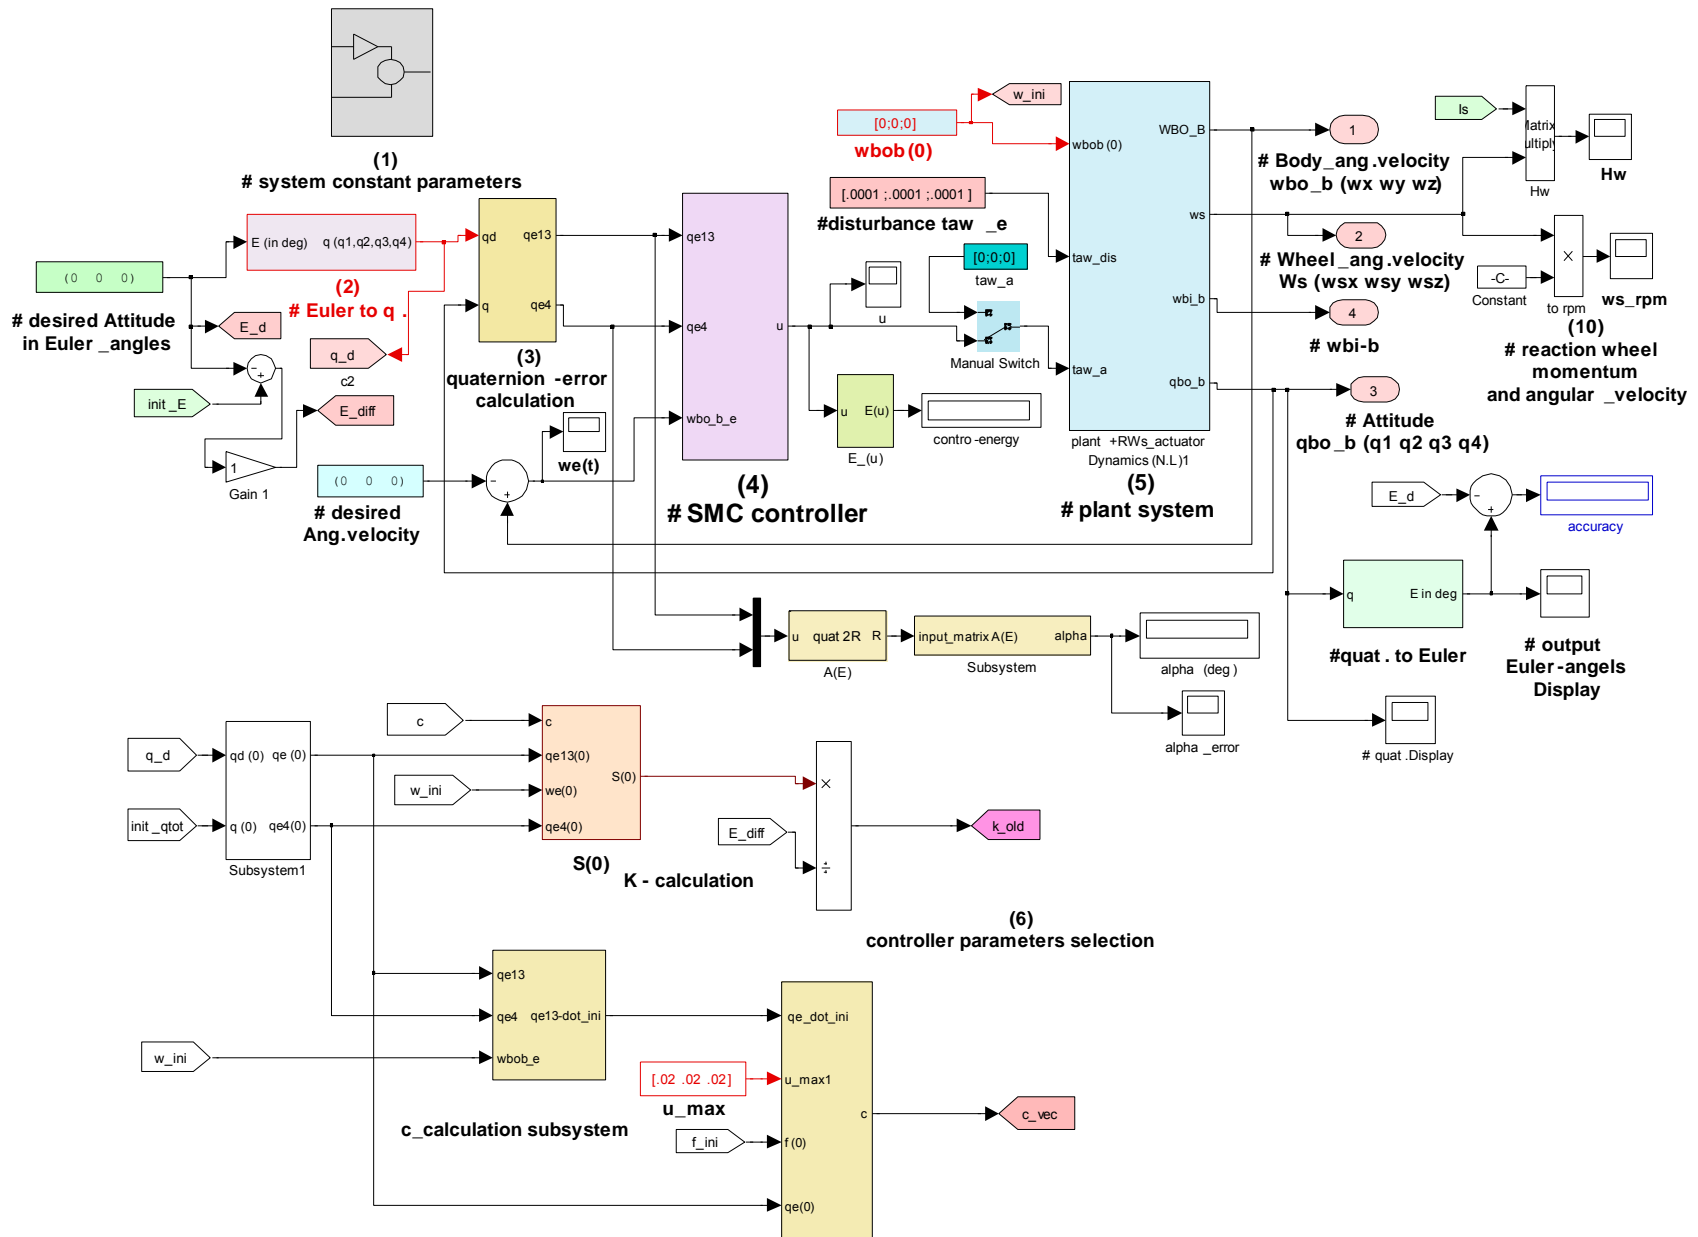 (1)
# system constant parameters
E (in deg)
q (q1,q2,q3,q4)
(2)
# Euler to q .
(0 0 0)
# desired Attitude
in Euler _angles
E_d
q_d
c2
init _E
E_diff
1
Gain 1
(0 0 0)
# desired
Ang.velocity
qd
qe13
q
qe4
(3)
quaternion -error
calculation
we(t)
qe13
qe4
u
wbo_b_e
(4)
# SMC controller
w_ini
[0;0;0]
wbob (0)
[.0001 ;.0001 ;.0001 ]
#disturbance taw _e
[0;0;0]
taw_a
u
Manual Switch
u
E(u)
E_(u)
contro -energy
wbob (0)
WBO_B
ws
taw_dis
wbi_b
taw_a
qbo_b
plant +RWs_actuator
Dynamics (N.L)1
(5)
# plant system
1
# Body_ang .velocity
wbo_b (wx wy wz)
2
# Wheel _ang.velocity
Ws (wsx wsy wsz)
4
# wbi-b
3
# Attitude
qbo_b (q1 q2 q3 q4)
Is
Matrix
Multiply
Hw
Hw
-C-
Constant
×
to rpm
ws_rpm
(10)
# reaction wheel
momentum
and angular _velocity
E_d
accuracy
q
E in deg
#quat . to Euler
# output
Euler -angels
Display
# quat .Display
u
quat 2R
R
A(E)
input_matrix A(E)
alpha
Subsystem
alpha (deg )
alpha _error
q_d
init _qtot
qd (0)
qe (0)
q (0)
qe4(0)
Subsystem1
c
w_ini
c
qe13(0)
we(0)
qe4(0)
S(0)
S(0)
K - calculation
E_diff
×
÷
k_old
(6)
controller parameters selection
w_ini
qe13
qe4
qe13-dot_ini
wbob_e
c_calculation subsystem
[.02 .02 .02]
u_max
f_ini
qe_dot_ini
u_max1
c
f (0)
qe(0)
c_vec